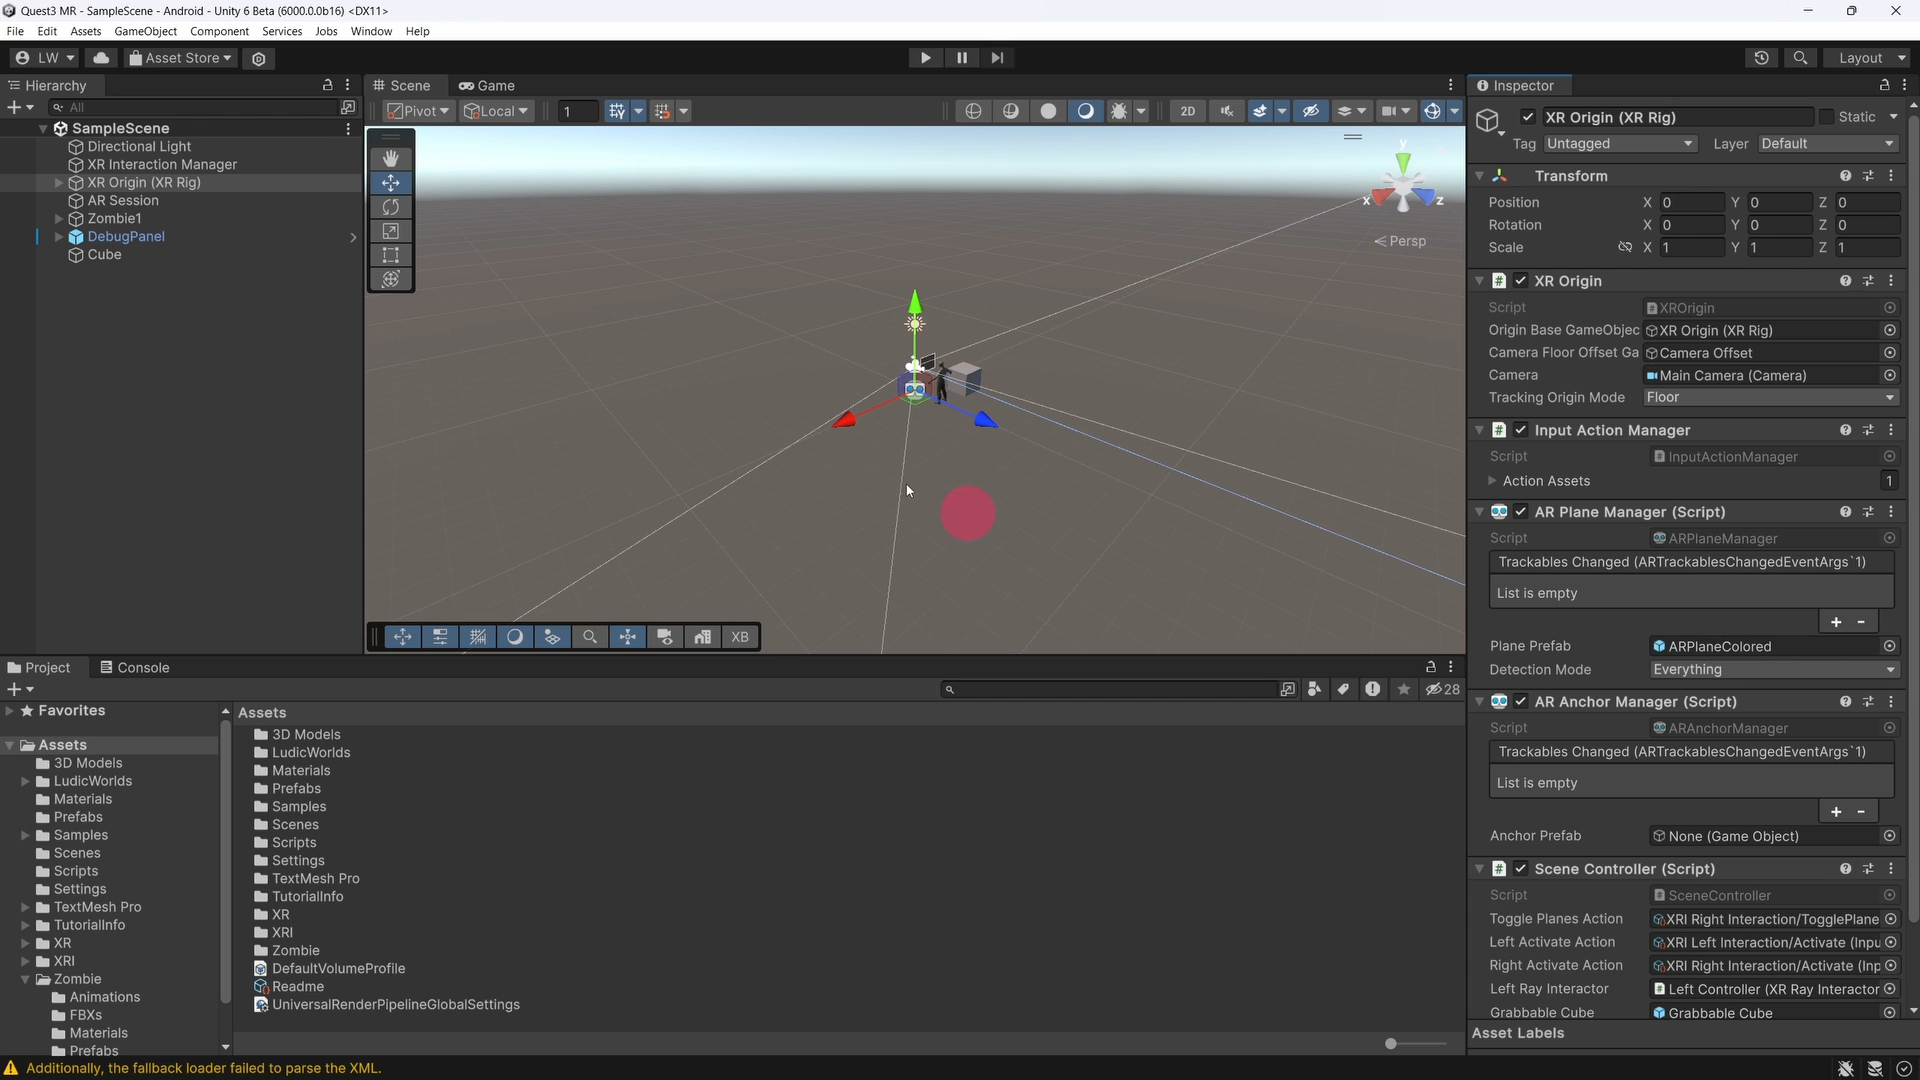 Quest3 MR - SampleScene - Android - Unity 6 Beta (6000.0.0b16) <DX11>
File Edit Assets GameObject Component Services Jobs Window Help
LW Asset Store Layout
Hierarchy
All
SampleScene
Directional Light
XR Interaction Manager
XR Origin (XR Rig)
AR Session
Zombie1
DebugPanel
Cube
Scene Game
Pivot Local 1 2D
y
x z
Persp
XB
Inspector
XR Origin (XR Rig) Static
Tag Untagged Layer Default
Transform
Position X 0 Y 0 Z 0
Rotation X 0 Y 0 Z 0
Scale X 1 Y 1 Z 1
XR Origin
Script XROrigin
Origin Base GameObjec XR Origin (XR Rig)
Camera Floor Offset Ga Camera Offset
Camera Main Camera (Camera)
Tracking Origin Mode Floor
Input Action Manager
Script InputActionManager
Action Assets 1
AR Plane Manager (Script)
Script ARPlaneManager
Trackables Changed (ARTrackablesChangedEventArgs`1)
List is empty
+ -
Plane Prefab ARPlaneColored
Detection Mode Everything
AR Anchor Manager (Script)
Script ARAnchorManager
Trackables Changed (ARTrackablesChangedEventArgs`1)
List is empty
+ -
Anchor Prefab None (Game Object)
Scene Controller (Script)
Script SceneController
Toggle Planes Action XRI Right Interaction/TogglePlane
Left Activate Action XRI Left Interaction/Activate (Inpu
Right Activate Action XRI Right Interaction/Activate (Inp
Left Ray Interactor Left Controller (XR Ray Interactor
Grabbable Cube Grabbable Cube
Asset Labels
Project Console
28
Favorites
Assets
3D Models
LudicWorlds
Materials
Prefabs
Samples
Scenes
Scripts
Settings
TextMesh Pro
TutorialInfo
XR
XRI
Zombie
Animations
FBXs
Materials
Prefabs
Assets
3D Models
LudicWorlds
Materials
Prefabs
Samples
Scenes
Scripts
Settings
TextMesh Pro
TutorialInfo
XR
XRI
Zombie
DefaultVolumeProfile
Readme
UniversalRenderPipelineGlobalSettings
Additionally, the fallback loader failed to parse the XML.